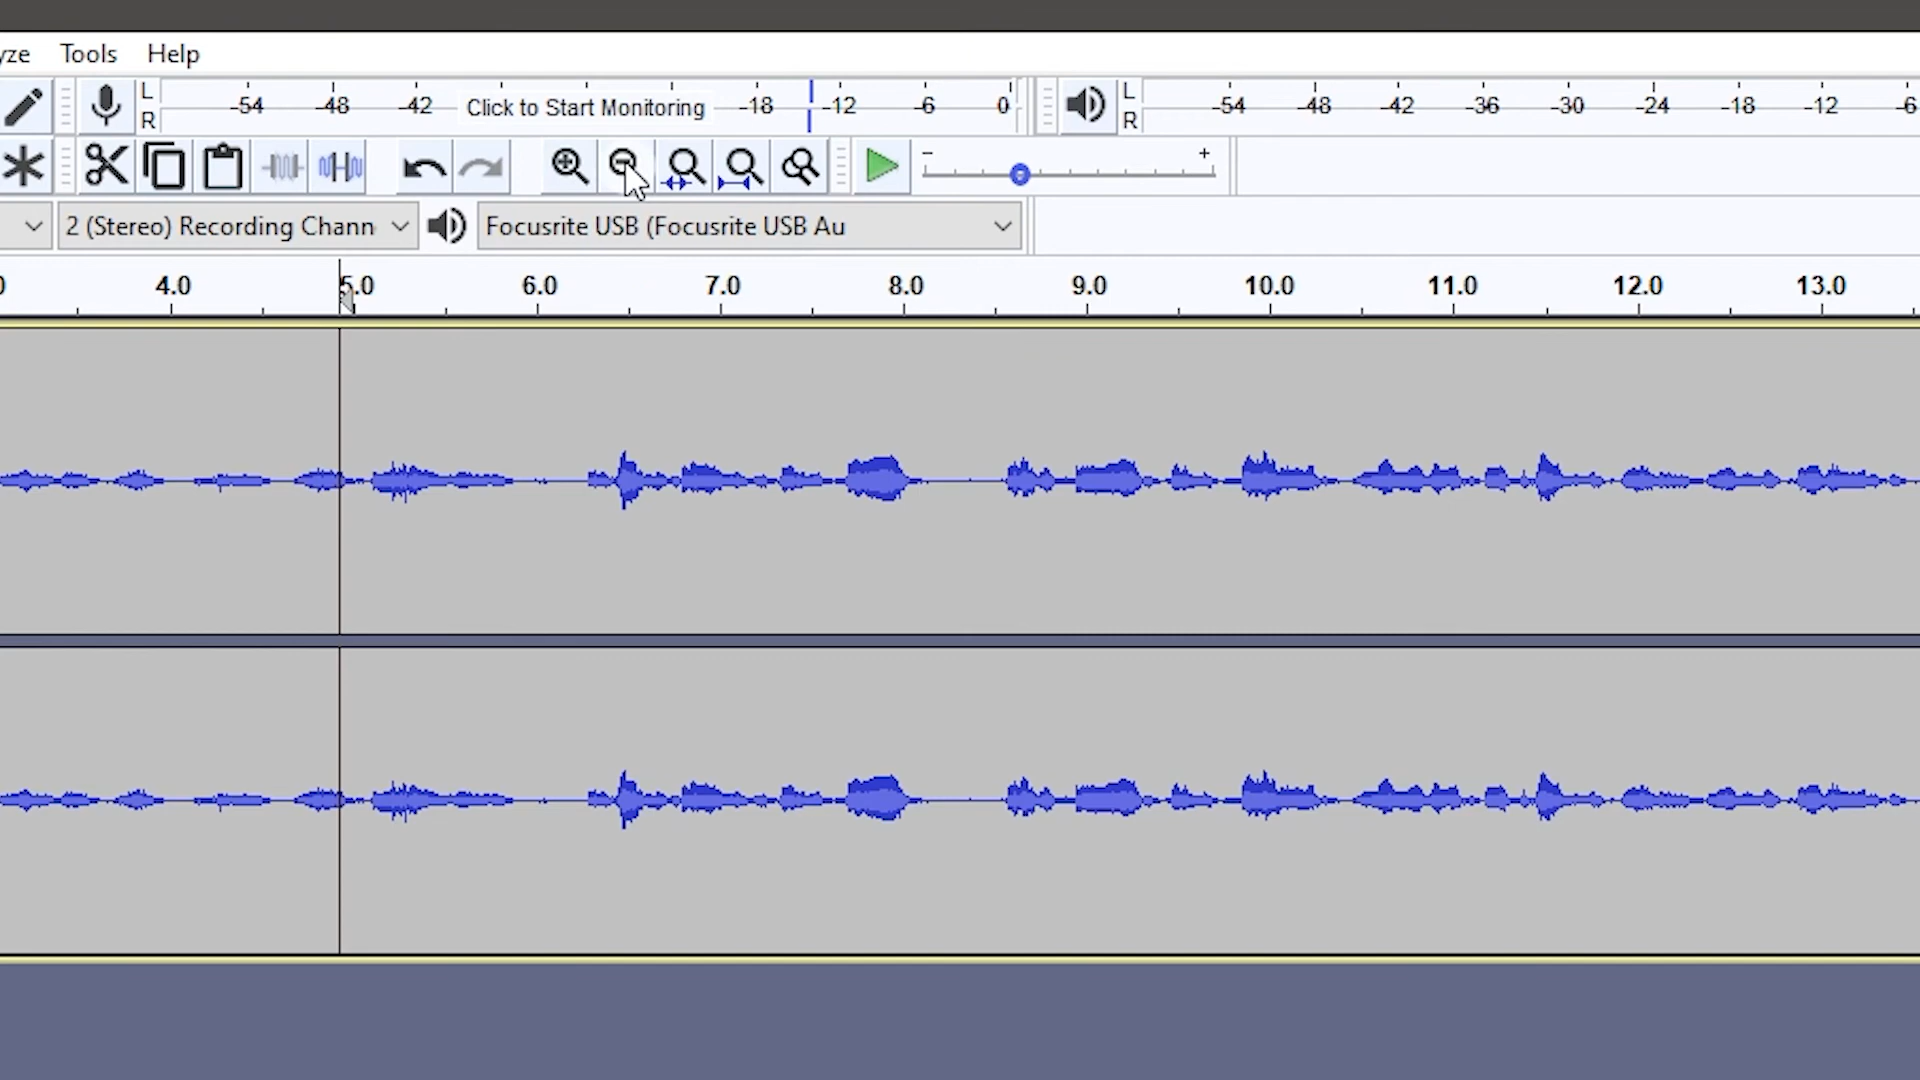 yze Tools Help
L -54 -48 -42 Click to Start Monitoring -18 -12 -6 0 L -54 -48 -42 -36 -30 -24 -18 -12 -6
R R
- +
2 (Stereo) Recording Chann Focusrite USB (Focusrite USB Au
0 4.0 5.0 6.0 7.0 8.0 9.0 10.0 11.0 12.0 13.0